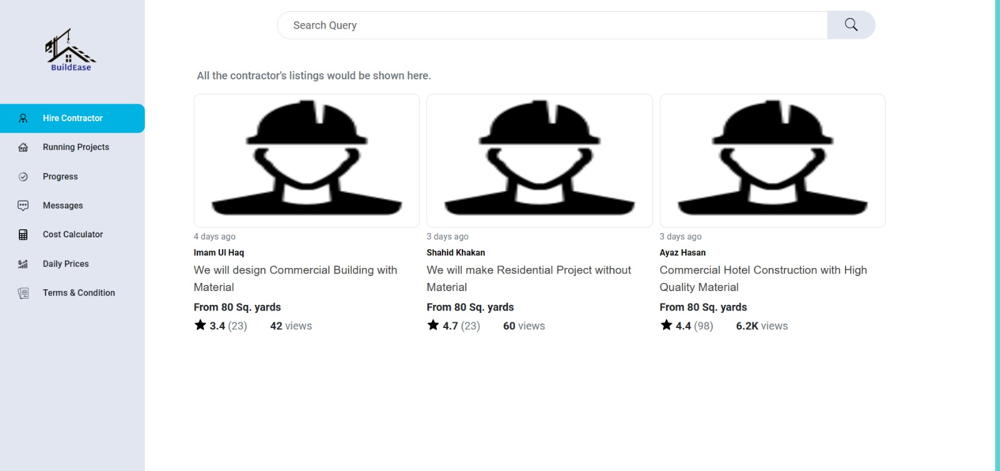 BuildEase
Hire Contractor
Running Projects
Progress
Messages
Cost Calculator
Daily Prices
Terms & Condition
Search Query
All the contractor's listings would be shown here.
4 days ago
Imam Ul Haq
We will design Commercial Building with
Material
From 80 Sq. yards
3.4 (23) 42 views
3 days ago
Shahid Khakan
We will make Residential Project without
Material
From 80 Sq. yards
4.7 (23) 60 views
3 days ago
Ayaz Hasan
Commercial Hotel Construction with High
Quality Material
From 80 Sq. yards
4.4 (98) 6.2K views